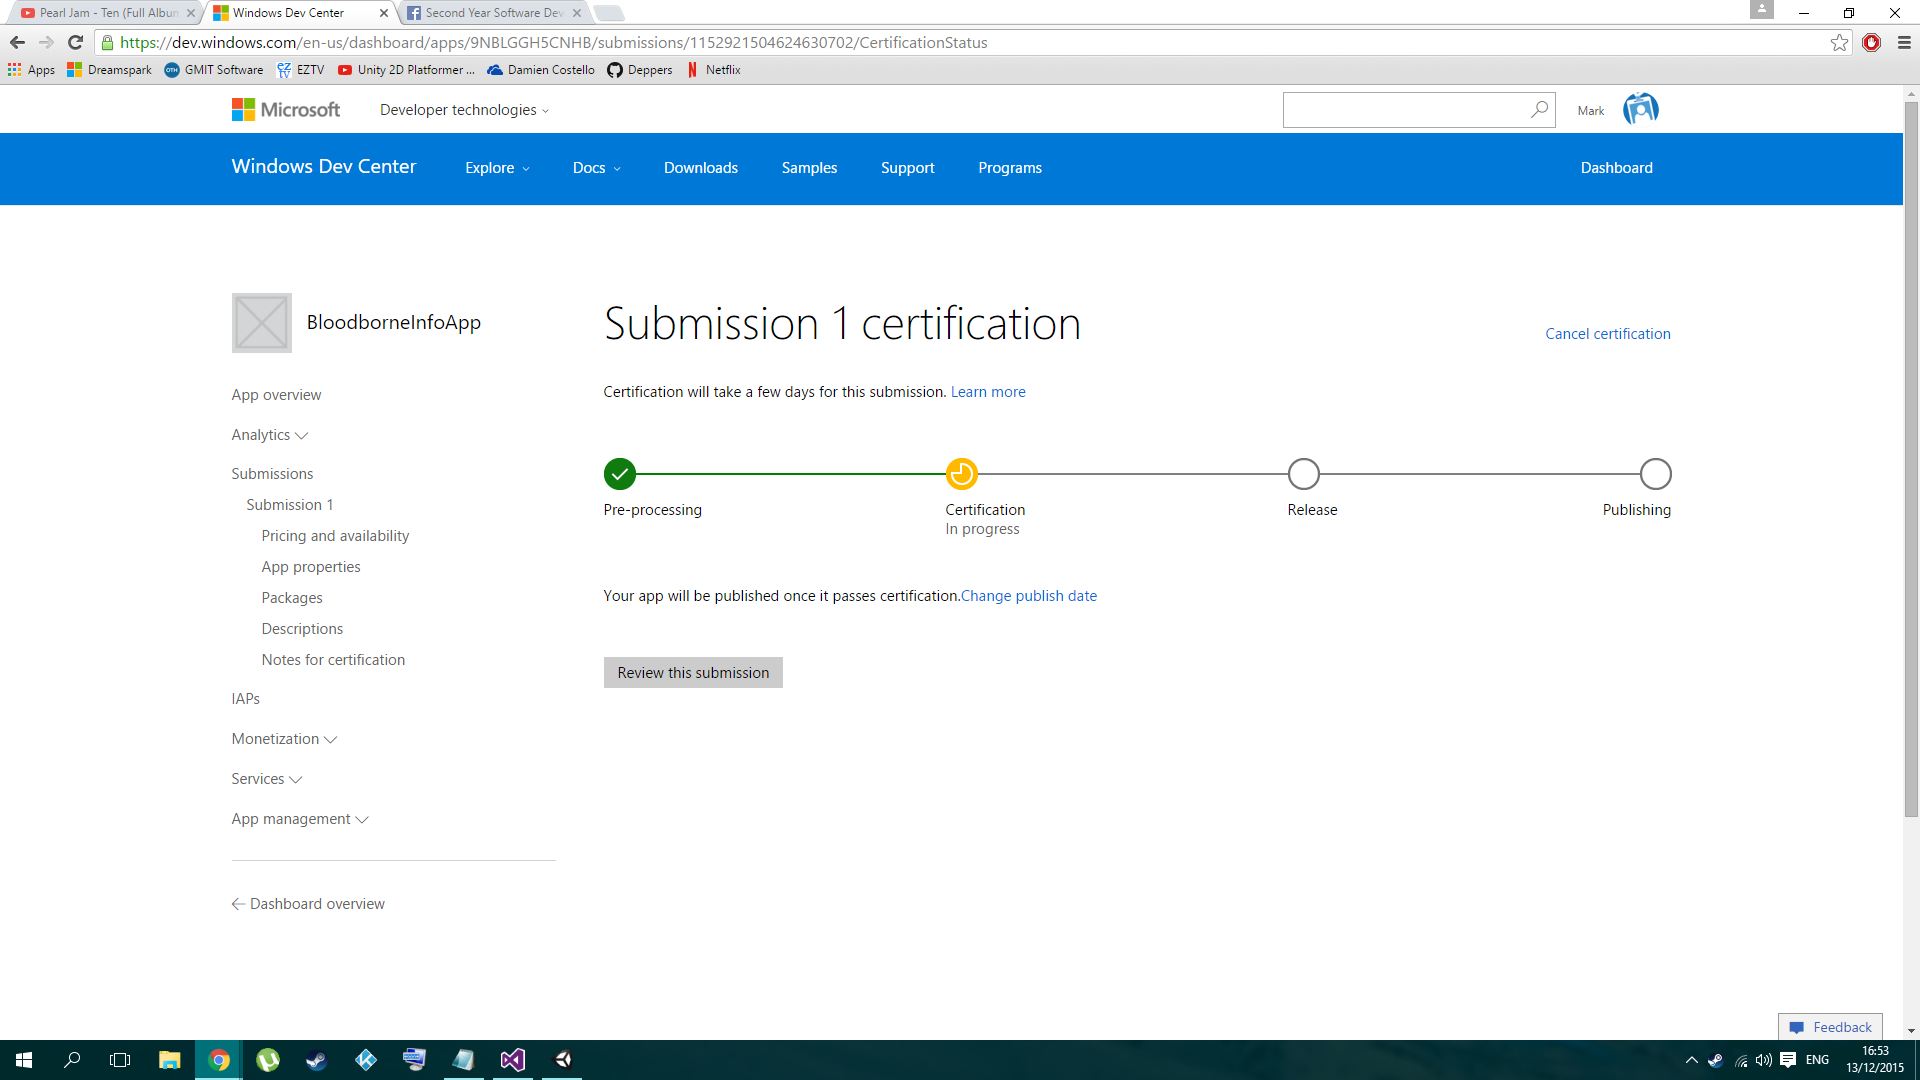 Pearl Jam - Ten (Full Album
Windows Dev Center
Second Year Software Dev
https://dev.windows.com/en-us/dashboard/apps/9NBLGGH5CNHB/submissions/1152921504624630702/CertificationStatus
Apps
Dreamspark
GMIT Software
EZTV
Unity 2D Platformer ...
Damien Costello
Deppers
Netflix
Microsoft
Developer technologies
Mark
Windows Dev Center
Explore
Docs
Downloads
Samples
Support
Programs
Dashboard
BloodborneInfoApp
App overview
Analytics
Submissions
Submission 1
Pricing and availability
App properties
Packages
Descriptions
Notes for certification
IAPs
Monetization
Services
App management
Dashboard overview
Submission 1 certification
Cancel certification
Certification will take a few days for this submission. Learn more
Pre-processing
Certification
In progress
Release
Publishing
Your app will be published once it passes certification.Change publish date
Review this submission
Feedback
ENG
16:53
13/12/2015